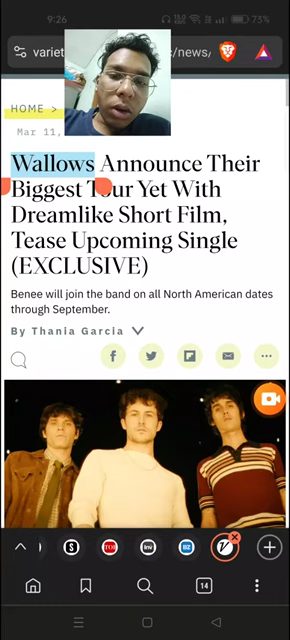 9:26
73%
variet
/news/
HOME >
Mar 11,
Wallows Announce Their
Biggest Tour Yet With
Dreamlike Short Film,
Tease Upcoming Single
(EXCLUSIVE)
Benee will join the band on all North American dates
through September.
By Thania Garcia
14